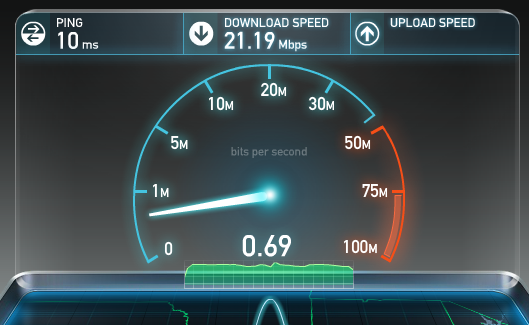 PING
10 ms
DOWNLOAD SPEED
21.19 Mbps
UPLOAD SPEED
20M
10M
30M
5M
50M
bits per second
1M
75M
0
100M
0.69